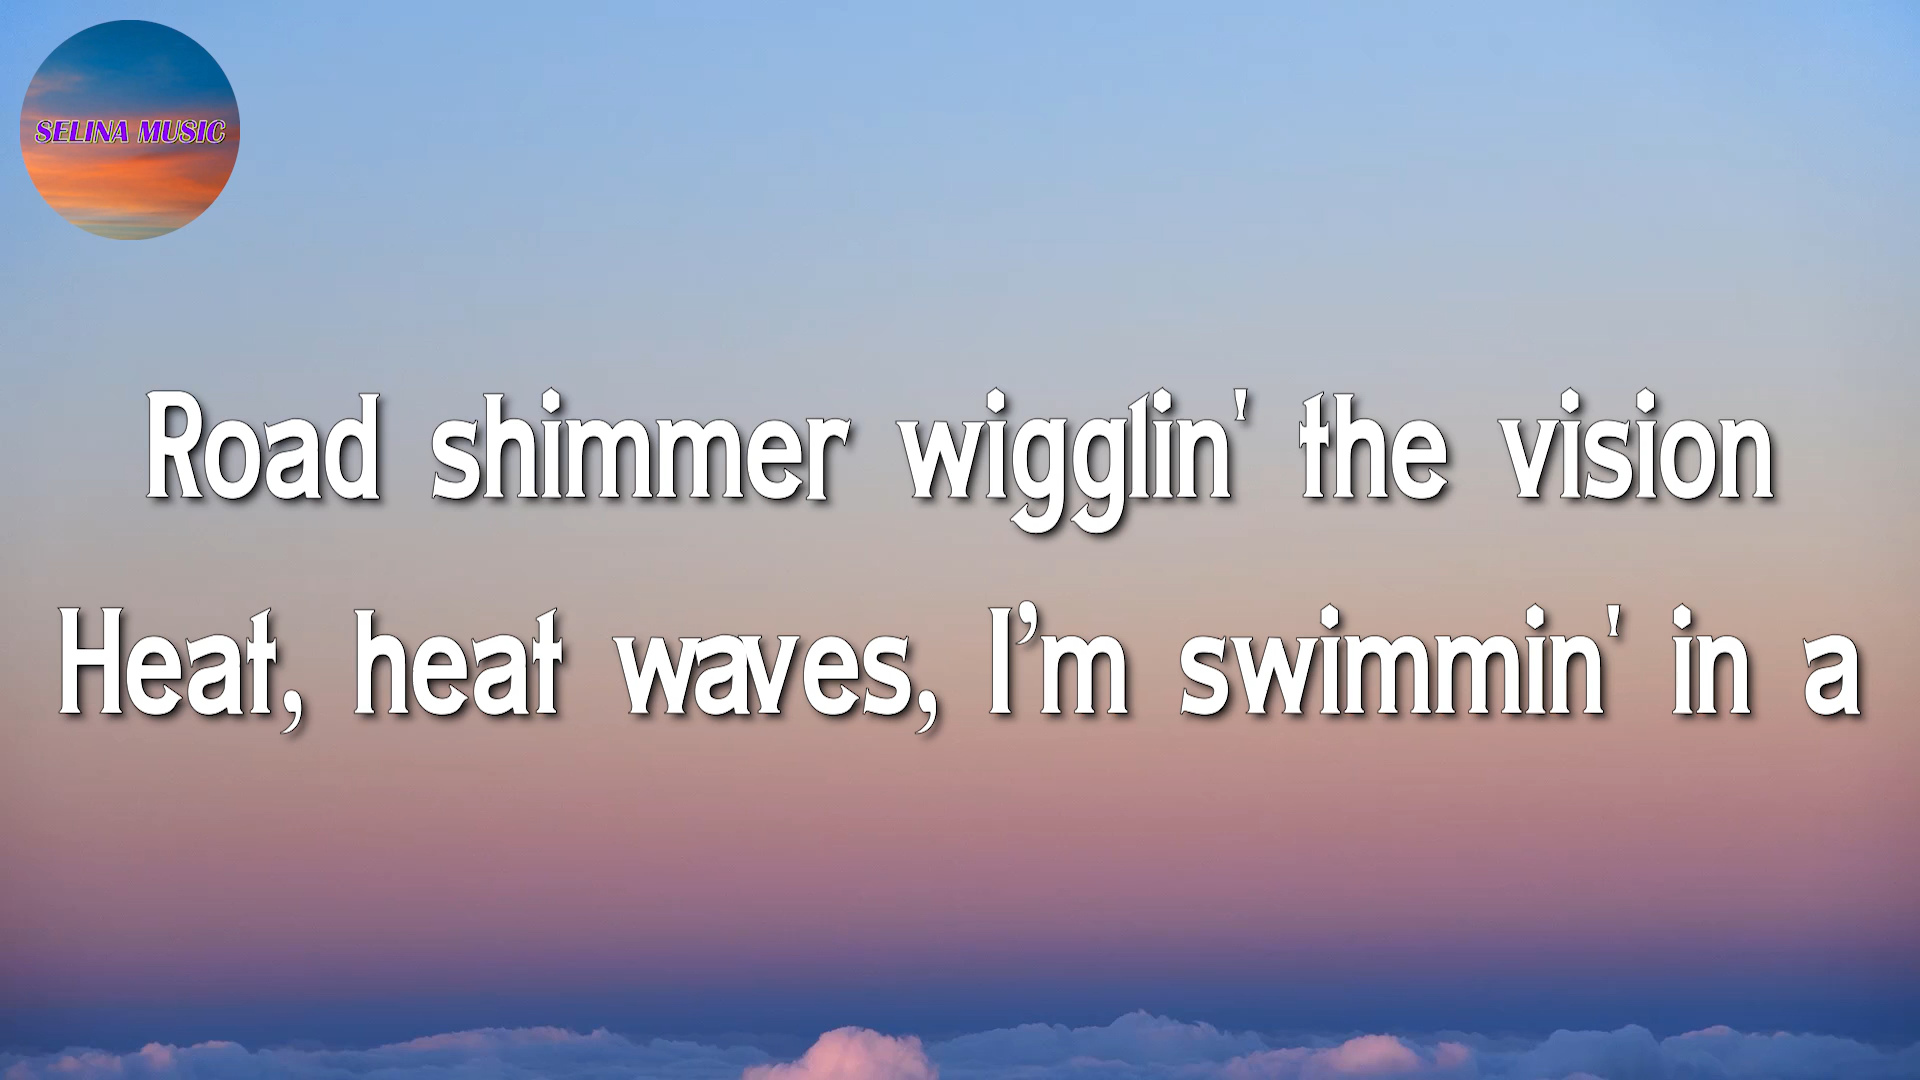 SELINA MUSIC
Road shimmer wigglin' the vision
Heat, heat waves, I’m swimmin' in a